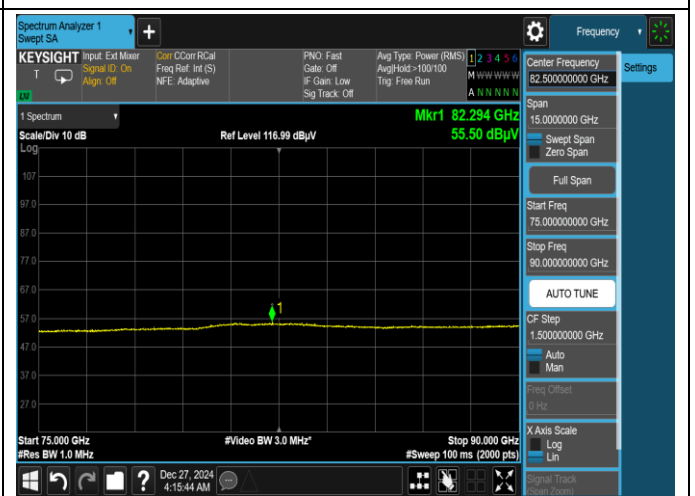 Spectrum Analyzer 1
Swept SA
+
Frequency
KEYSIGHT
Input: Ext Mixer
Signal ID: On
Align: Off
Corr CCorr RCal
Freq Ref: Int (S)
NFE: Adaptive
PNO: Fast
Gate: Off
IF Gain: Low
Sig Track: Off
Avg Type: Power (RMS)
Avg|Hold:>100/100
Trig: Free Run
1 2 3 4 5 6
M W W W W W
A N N N N N
T
LXI
1 Spectrum
Mkr1 82.294 GHz
Scale/Div 10 dB
Ref Level 116.99 dBµV
55.50 dBµV
Log
107
97.0
87.0
77.0
67.0
57.0
47.0
37.0
27.0
1
Start 75.000 GHz
#Video BW 3.0 MHz*
Stop 90.000 GHz
#Res BW 1.0 MHz
#Sweep 100 ms (2000 pts)
Dec 27, 2024
4:15:44 AM
?
Center Frequency
82.500000000 GHz
Settings
Span
15.0000000 GHz
Swept Span
Zero Span
Full Span
Start Freq
75.000000000 GHz
Stop Freq
90.000000000 GHz
AUTO TUNE
CF Step
1.500000000 GHz
Auto
Man
Freq Offset
0 Hz
X Axis Scale
Log
Lin
Signal Track
(Span Zoom)